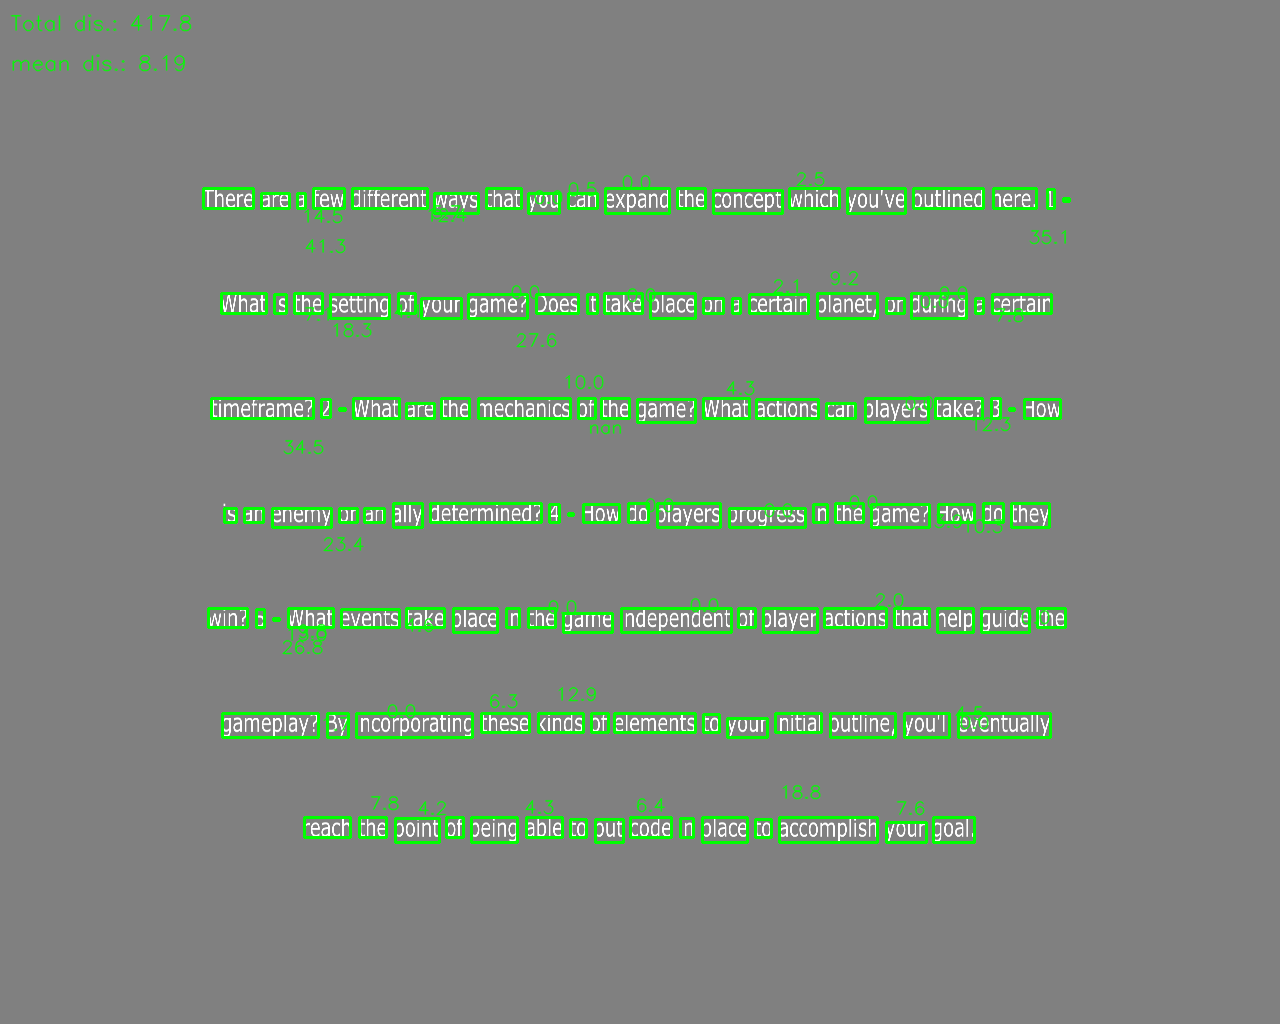 Total dis.: 417.8
mean dis.: 8.19
0.5 0.0 2.5
There are a few different ways that you can expand the concept which you've outlined here. 1 -
14.5 35.1
41.3
0.0 2.1 9.2 0.0
What is the setting of your game? Does it take place on a certain planet, or during a certain
18.3 27.6
10.0 4.3
timeframe? 2 - What are the mechanics of the game? What actions can players take? 3 - How
nan 12.3
34.5
0.0 0.0 0.0
is an enemy or an ally determined? 4 - How do players progress in the game? How do they
23.4
0.0 0.0 2.0
win? 5 - What events take place in the game independent of player actions that help guide the
26.8
0.0 6.3 12.9 4.5
gameplay? By incorporating these kinds of elements to your initial outline, you'll eventually
7.8 4.2 4.3 6.4 18.8 7.6
reach the point of being able to put code in place to accomplish your goal.